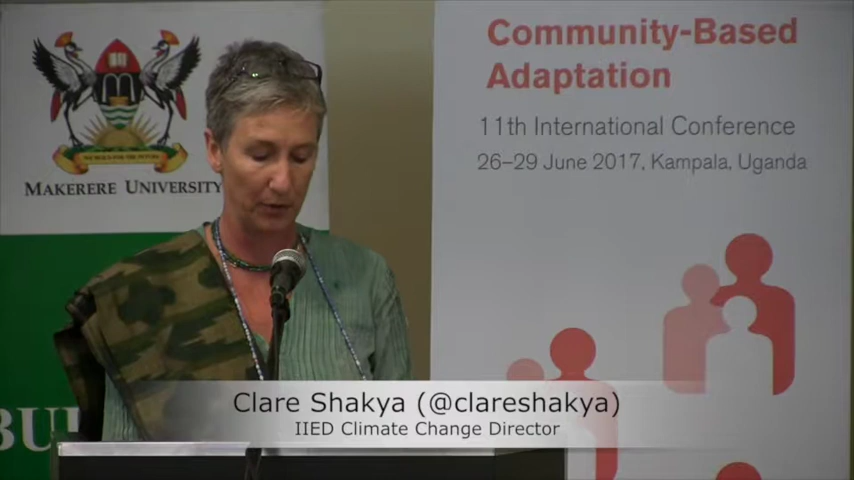 MAKERERE UNIVERSITY
Community-Based
Adaptation
11th International Conference
26–29 June 2017, Kampala, Uganda
Clare Shakya (@clareshakya)
IIED Climate Change Director